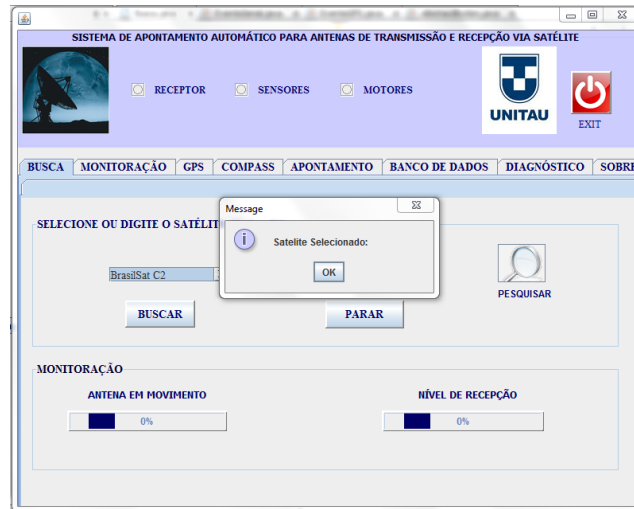 SISTEMA DE APONTAMENTO AUTOMÁTICO PARA ANTENAS DE TRANSMISSÃO E RECEPÇÃO VIA SATÉLITE
RECEPTOR SENSORES MOTORES
UNITAU
EXIT
BUSCA MONITORAÇÃO GPS COMPASS APONTAMENTO BANCO DE DADOS DIAGNÓSTICO SOBRE
Message
SELECIONE OU DIGITE O SATÉLIT
Satelite Selecionado:
OK
BrasilSat C2
PESQUISAR
BUSCAR PARAR
MONITORAÇÃO
ANTENA EM MOVIMENTO NÍVEL DE RECEPÇÃO
0% 0%